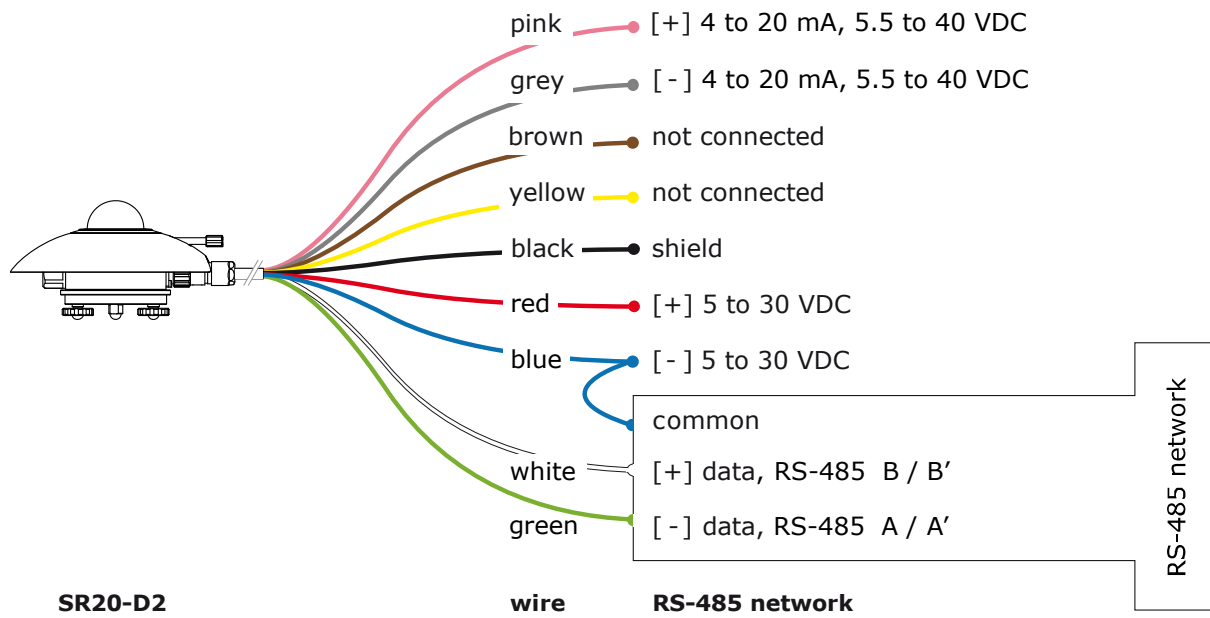 pink [+] 4 to 20 mA, 5.5 to 40 VDC
grey [-] 4 to 20 mA, 5.5 to 40 VDC
brown not connected
yellow not connected
black shield
red [+] 5 to 30 VDC
blue [-] 5 to 30 VDC
common
white [+] data, RS-485 B / B’
green [-] data, RS-485 A / A’
RS-485 network
SR20-D2 wire RS-485 network